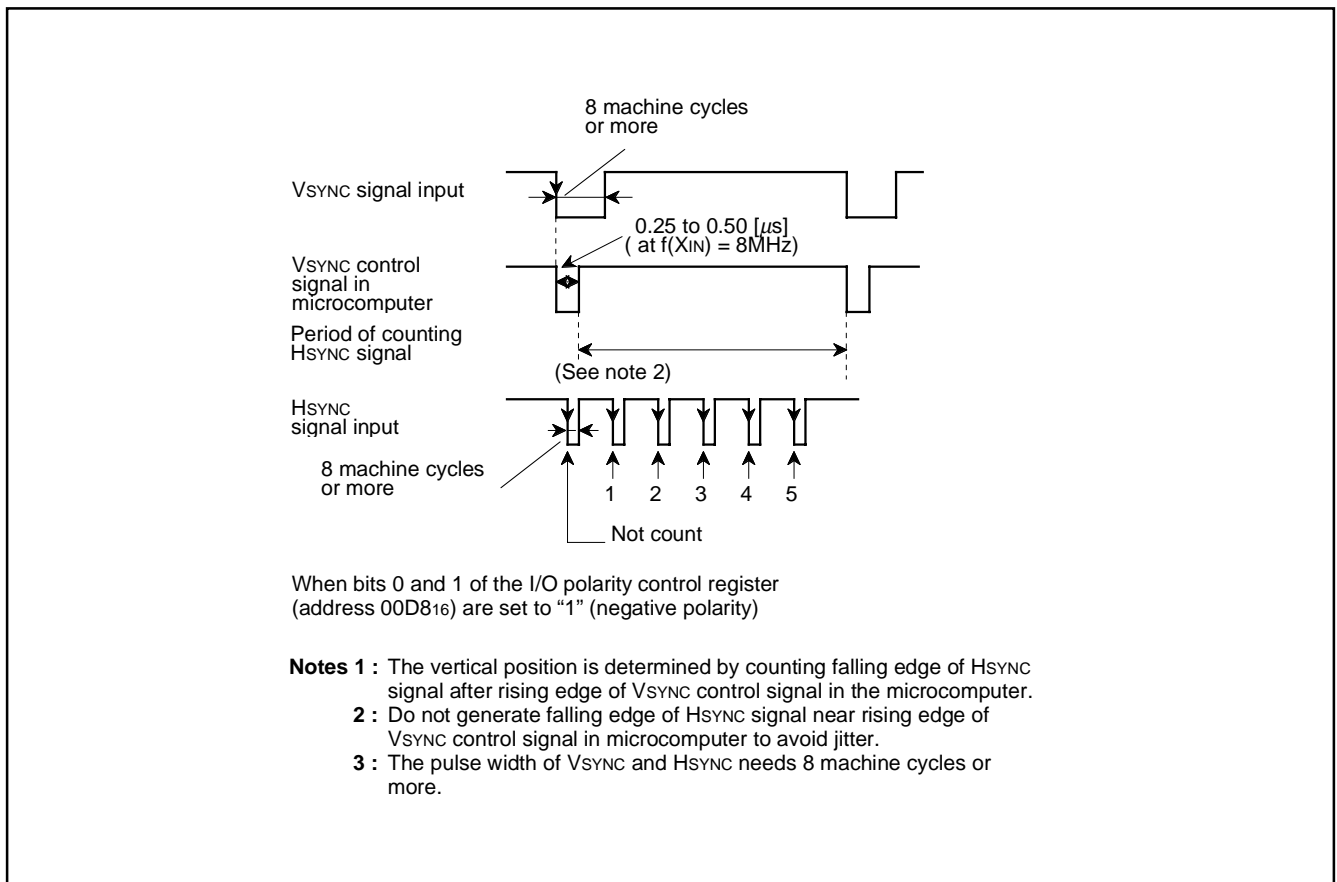 8 machine cycles
or more
VSYNC signal input
0.25 to 0.50 [μs]
( at f(XIN) = 8MHz)
VSYNC control
signal in
microcomputer
Period of counting
HSYNC signal
(See note 2)
HSYNC
signal input
8 machine cycles
or more
1 2 3 4 5
Not count
When bits 0 and 1 of the I/O polarity control register
(address 00D816) are set to “1” (negative polarity)
Notes 1 : The vertical position is determined by counting falling edge of HSYNC
signal after rising edge of VSYNC control signal in the microcomputer.
2 : Do not generate falling edge of HSYNC signal near rising edge of
VSYNC control signal in microcomputer to avoid jitter.
3 : The pulse width of VSYNC and HSYNC needs 8 machine cycles or
more.